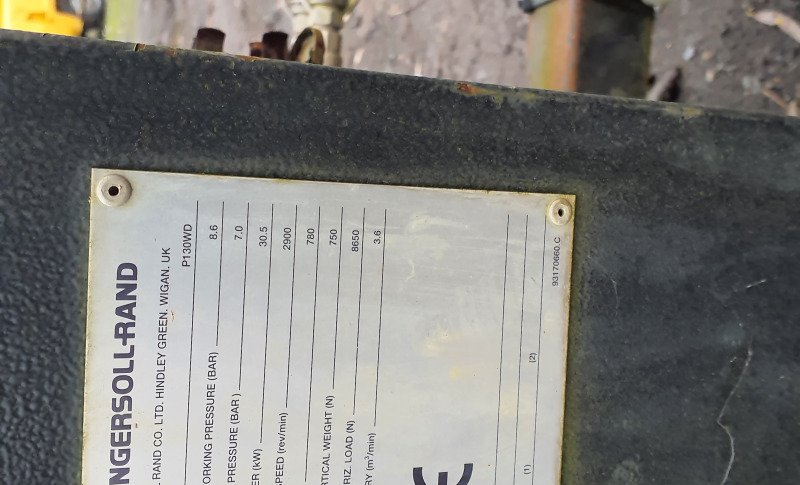 NGERSOLL-RAND
RAND CO. LTD. HINDLEY GREEN. WIGAN. UK
P130WD
ORKING PRESSURE (BAR) 8.6
PRESSURE (BAR) 7.0
ER (KW) 30.5
SPEED (rev/min) 2900
780
RTICAL WEIGHT (N) 750
RIZ. LOAD (N) 8650
RY (m³/min) 3.6
CE
(1) (2)
93170660 C